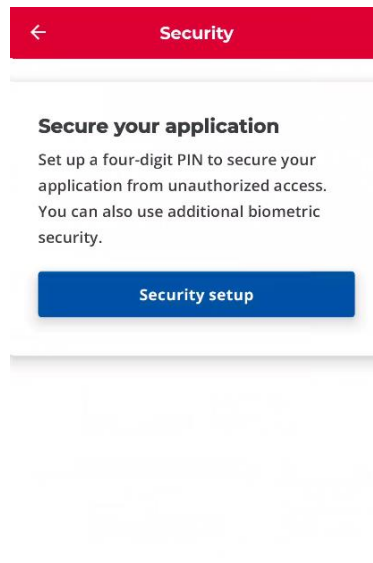 Security
Secure your application
Set up a four-digit PIN to secure your
application from unauthorized access.
You can also use additional biometric
security.
Security setup